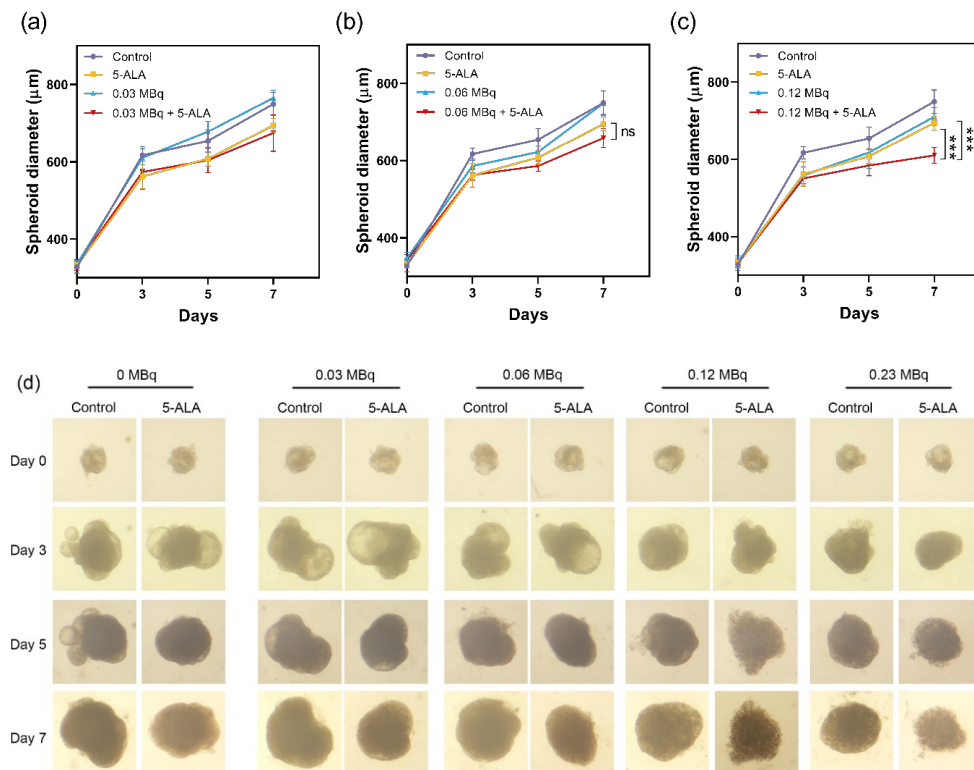 (a)
Control
5-ALA
0.03 MBq
0.03 MBq + 5-ALA
800
600
400
Spheroid diameter (μm)
0 3 5 7
Days
(b)
Control
5-ALA
0.06 MBq
0.06 MBq + 5-ALA
800
600
400
Spheroid diameter (μm)
ns
0 3 5 7
Days
(c)
Control
5-ALA
0.12 MBq
0.12 MBq + 5-ALA
800
600
400
Spheroid diameter (μm)
***
***
0 3 5 7
Days
(d)
0 MBq 0.03 MBq 0.06 MBq 0.12 MBq 0.23 MBq
Control 5-ALA Control 5-ALA Control 5-ALA Control 5-ALA Control 5-ALA
Day 0
Day 3
Day 5
Day 7